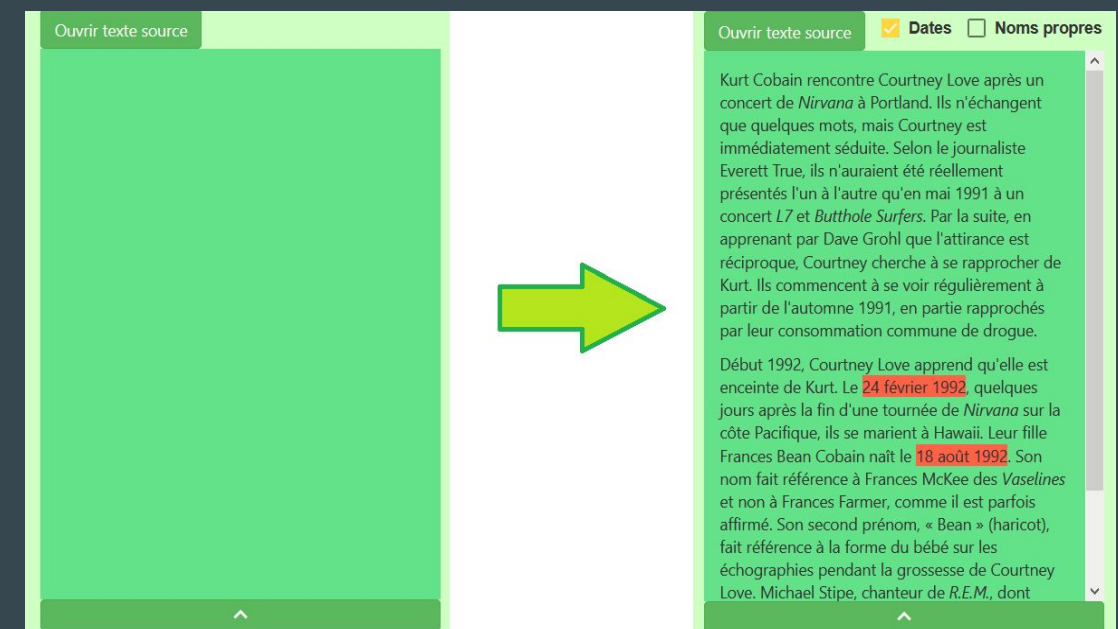 Ouvrir texte source
Ouvrir texte source
Dates
Noms propres
Kurt Cobain rencontre Courtney Love après un
concert de Nirvana à Portland. Ils n'échangent
que quelques mots, mais Courtney est
immédiatement séduite. Selon le journaliste
Everett True, ils n'auraient été réellement
présentés l'un à l'autre qu'en mai 1991 à un
concert L7 et Butthole Surfers. Par la suite, en
apprenant par Dave Grohl que l'attirance est
réciproque, Courtney cherche à se rapprocher de
Kurt. Ils commencent à se voir régulièrement à
partir de l'automne 1991, en partie rapprochés
par leur consommation commune de drogue.
Début 1992, Courtney Love apprend qu'elle est
enceinte de Kurt. Le 24 février 1992, quelques
jours après la fin d'une tournée de Nirvana sur la
côte Pacifique, ils se marient à Hawaii. Leur fille
Frances Bean Cobain naît le 18 août 1992. Son
nom fait référence à Frances McKee des Vaselines
et non à Frances Farmer, comme il est parfois
affirmé. Son second prénom, « Bean » (haricot),
fait référence à la forme du bébé sur les
échographies pendant la grossesse de Courtney
Love. Michael Stipe, chanteur de R.E.M., dont